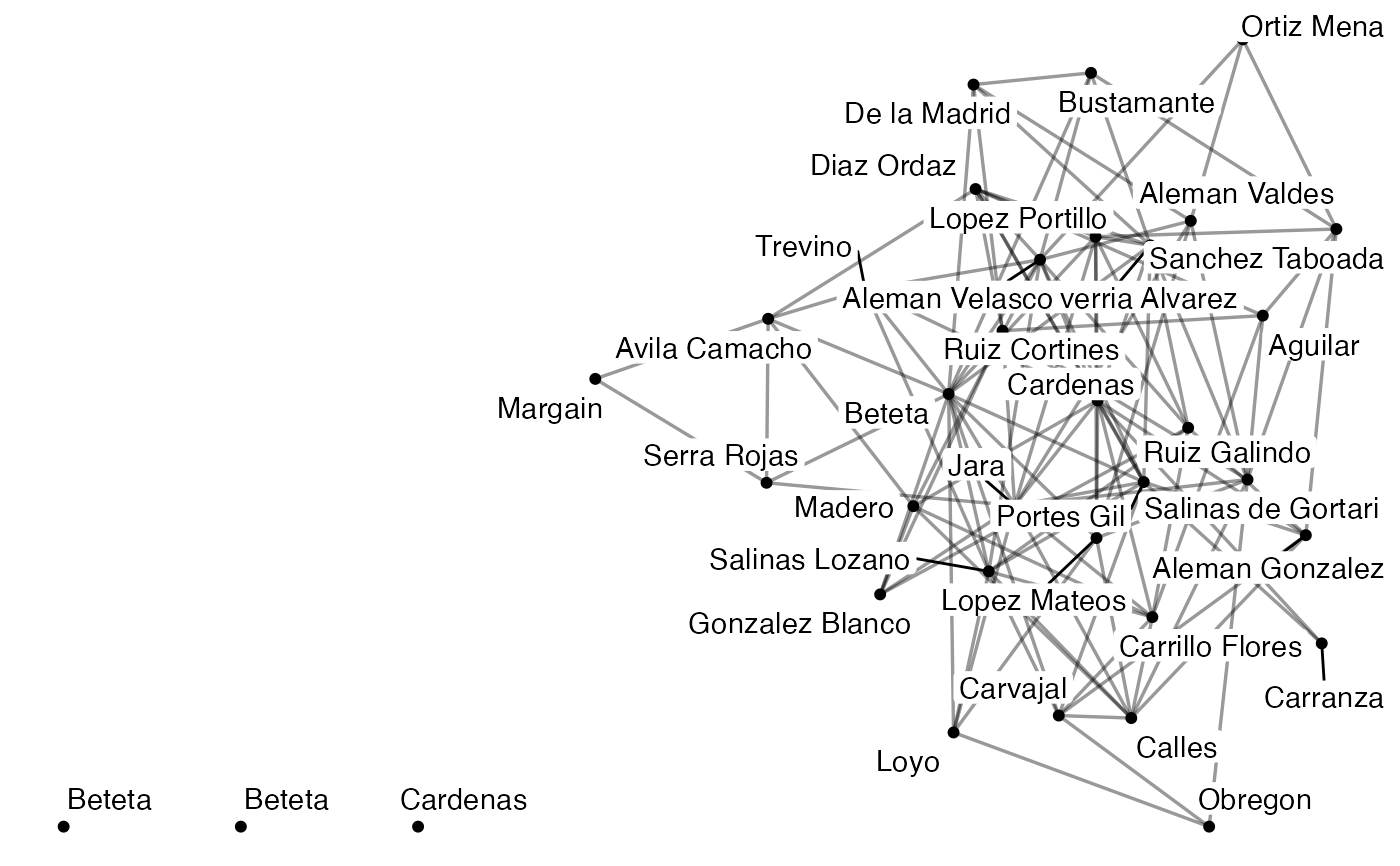 Ortiz Mena
Bustamante
De la Madrid
Diaz Ordaz
Aleman Valdes
Lopez Portillo
Trevino
Sanchez Taboada
Aleman Velasco
verria Alvarez
Avila Camacho
Ruiz Cortines
Aguilar
Cardenas
Margain
Beteta
Serra Rojas
Jara
Ruiz Galindo
Madero
Portes Gil
Salinas de Gortari
Salinas Lozano
Aleman Gonzalez
Gonzalez Blanco
Lopez Mateos
Carrillo Flores
Carvajal
Carranza
Loyo
Calles
Beteta
Beteta
Cardenas
Obregon